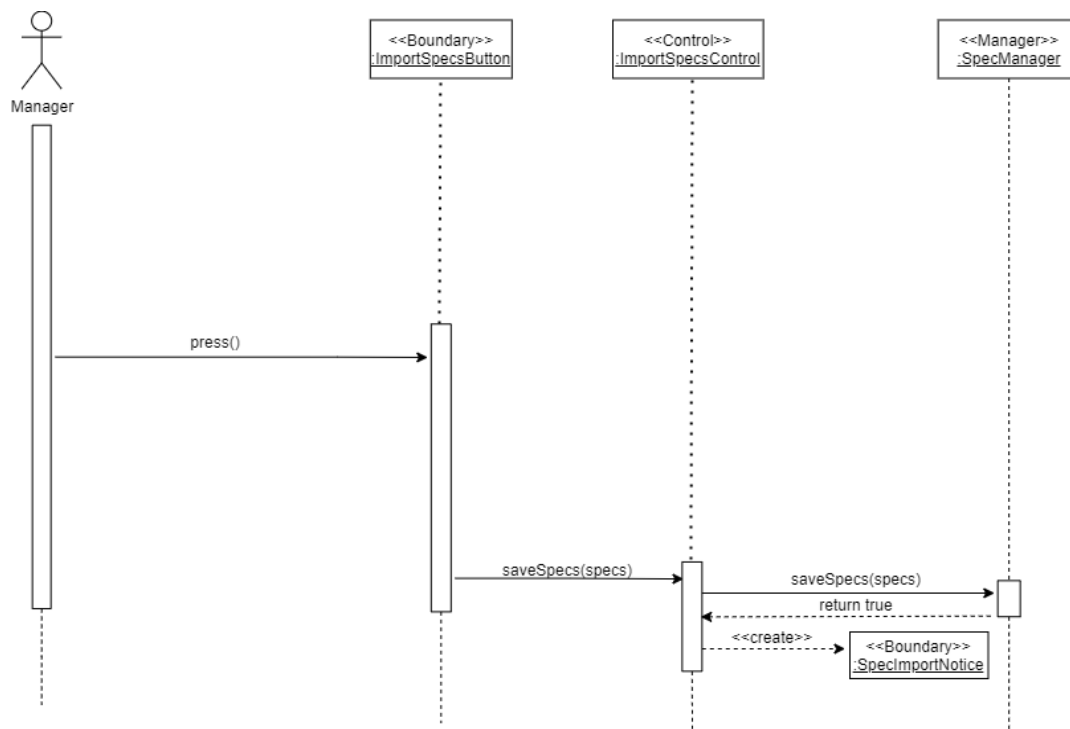 Manager
<<Boundary>>
:ImportSpecsButton
<<Control>>
:ImportSpecsControl
<<Manager>>
:SpecManager
press()
saveSpecs(specs)
saveSpecs(specs)
return true
<<create>>
<<Boundary>>
:SpecImportNotice